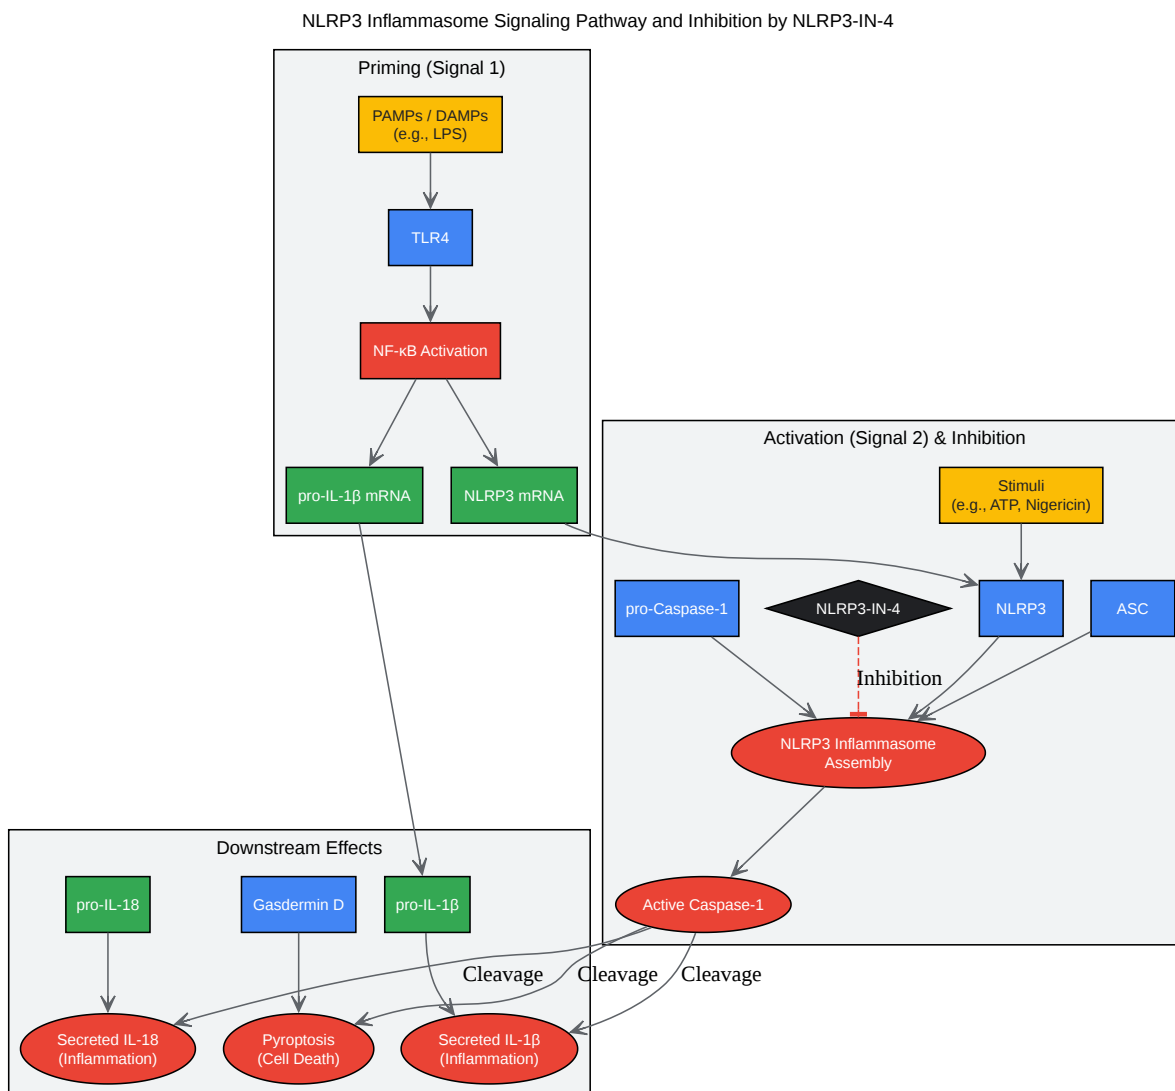 NLRP3 Inflammasome Signaling Pathway and Inhibition by NLRP3-IN-4
Priming (Signal 1)
PAMPs / DAMPs
(e.g., LPS)
TLR4
NF-κB Activation
pro-IL-1β mRNA
NLRP3 mRNA
Activation (Signal 2) & Inhibition
Stimuli
(e.g., ATP, Nigericin)
pro-Caspase-1
NLRP3-IN-4
NLRP3
ASC
Inhibition
NLRP3 Inflammasome
Assembly
Active Caspase-1
Downstream Effects
pro-IL-18
Gasdermin D
pro-IL-1β
Cleavage
Cleavage
Cleavage
Secreted IL-18
(Inflammation)
Pyroptosis
(Cell Death)
Secreted IL-1β
(Inflammation)